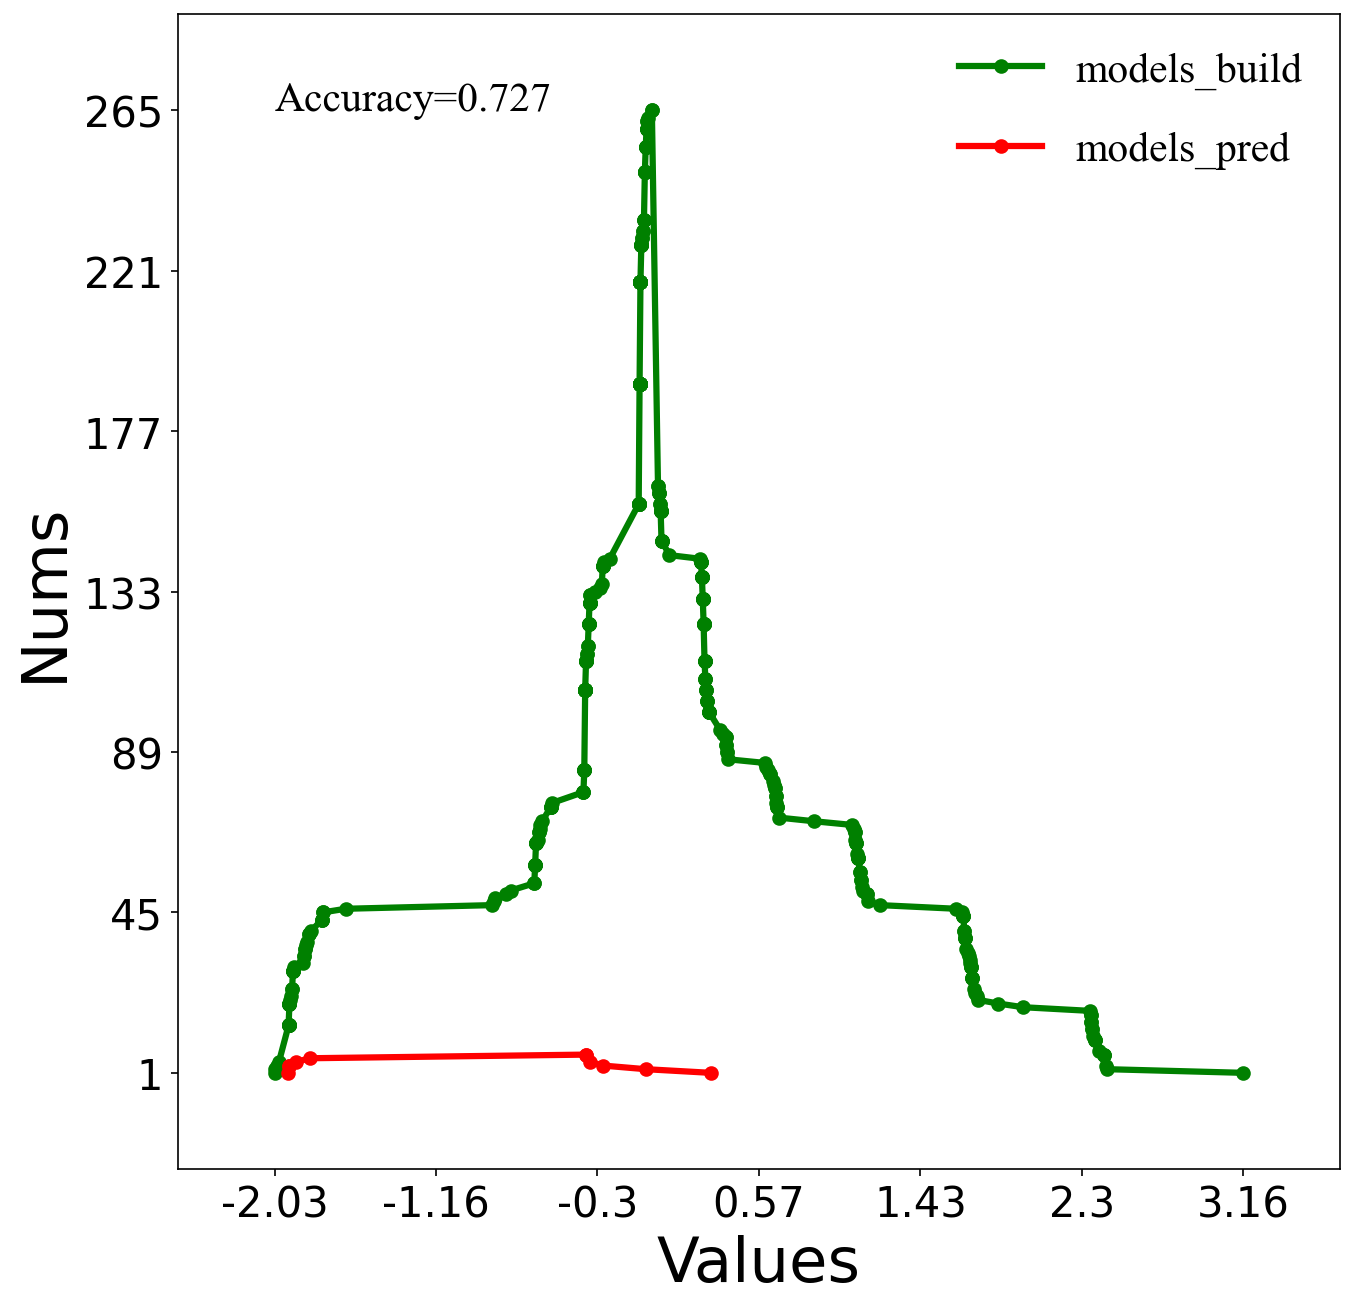 models_build
Accuracy=0.727
models_pred
265
221
177
133
89
45
1
Nums
-2.03 -1.16 -0.3 0.57 1.43 2.3 3.16
Values